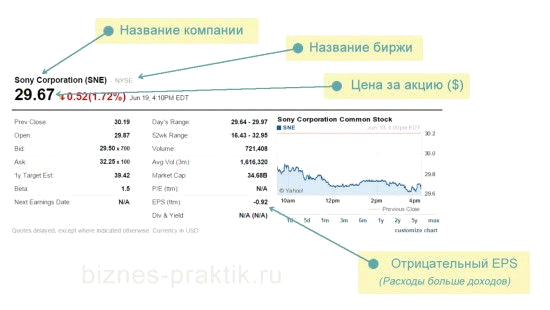 Название компании
Название биржи
Sony Corporation (SNE) NYSE
29.67 0.52(1.72%) Jun 19, 4:10PM EDT
Цена за акцию ($)
Prev Close 30.19
Open 29.87
Bid 29.50 x 700
Ask 32.25 x 100
1y Target Est 39.42
Beta 1.5
Next Earnings Date N/A
Day's Range 29.64 - 29.97
52wk Range 16.43 - 32.95
Volume 721,408
Avg Vol (3m) 1,616,320
Market Cap 34.68B
P/E (ttm) N/A
EPS (ttm) -0.92
Div & Yield N/A (N/A)
Sony Corporation Common Stock
SNE Jun 19, 4:00PM EDT
30.2
30.0
29.8
29.6
© Yahoo!
10am 12pm 2pm 4pm
Previous Close
1d 5d 1m 3m 6m 1y 2y 5y max
customize chart
Quotes delayed, except where indicated otherwise. Currency in USD.
Отрицательный EPS
(Расходы больше доходов)
biznes-praktik.ru